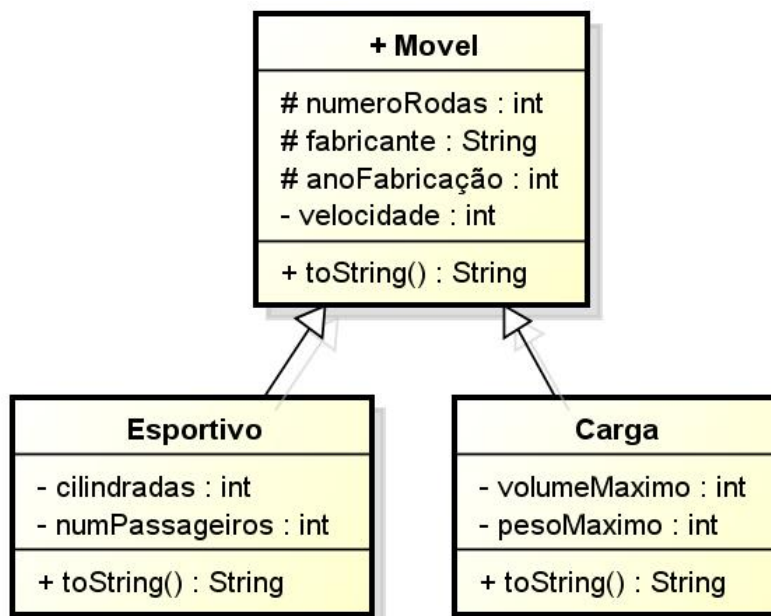 + Movel
# numeroRodas : int
# fabricante : String
# anoFabricação : int
- velocidade : int
+ toString() : String
Esportivo
- cilindradas : int
- numPassageiros : int
+ toString() : String
Carga
- volumeMaximo : int
- pesoMaximo : int
+ toString() : String